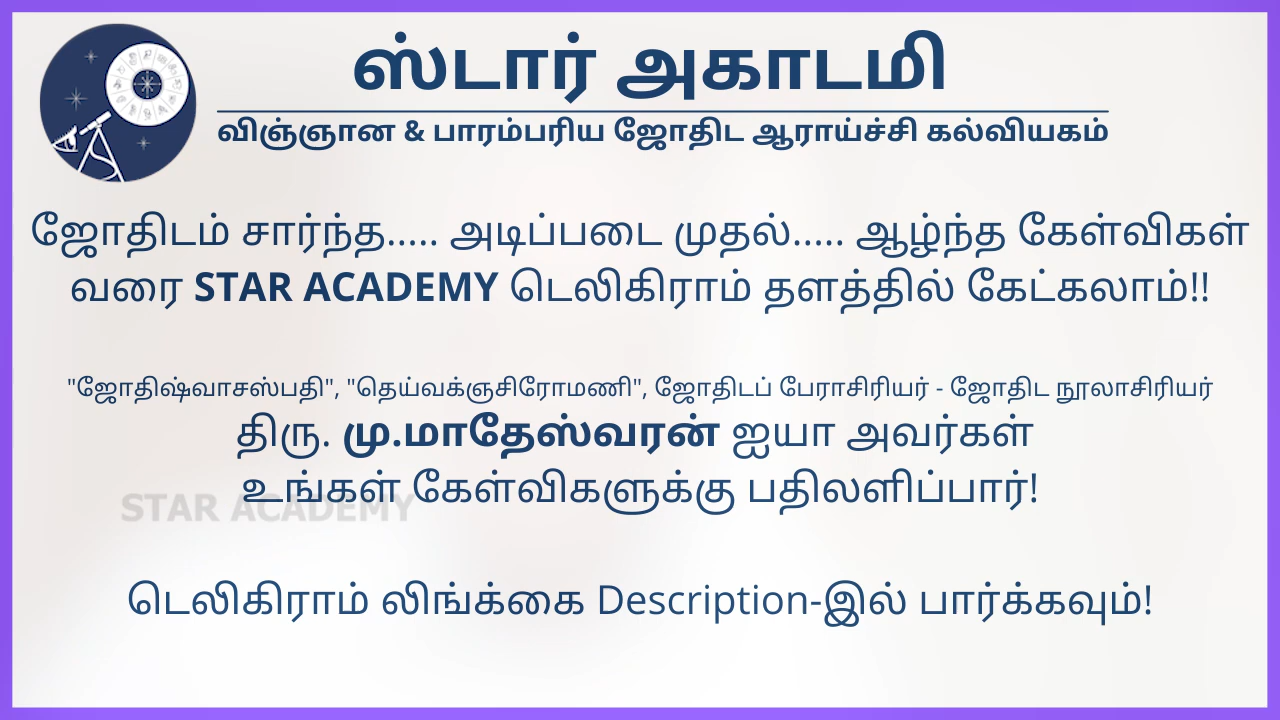 ஸ்டார் அகாடமி
விஞ்ஞான & பாரம்பரிய ஜோதிட ஆராய்ச்சி கல்வியகம்
ஜோதிடம் சார்ந்த..... அடிப்படை முதல்..... ஆழ்ந்த கேள்விகள்
வரை STAR ACADEMY டெலிகிராம் தளத்தில் கேட்கலாம்!!
"ஜோதிஷ்வாசஸ்பதி", "தெய்வக்ஞசிரோமணி", ஜோதிடப் பேராசிரியர் - ஜோதிட நூலாசிரியர்
திரு. மு.மாதேஸ்வரன் ஐயா அவர்கள்
உங்கள் கேள்விகளுக்கு பதிலளிப்பார்!
STAR ACADEMY
டெலிகிராம் லிங்க்கை Description-இல் பார்க்கவும்!